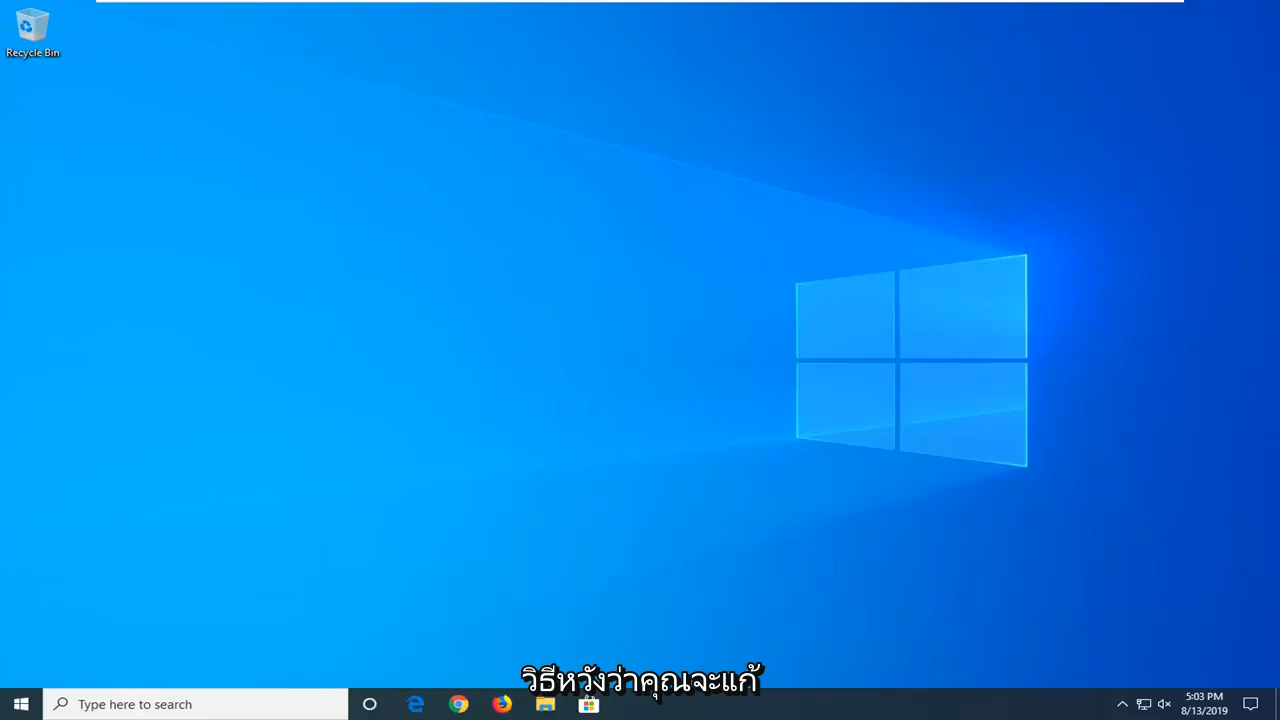 Recycle Bin
วิธีหวังว่าคุณจะแก้
Type here to search
5:03 PM
8/13/2019